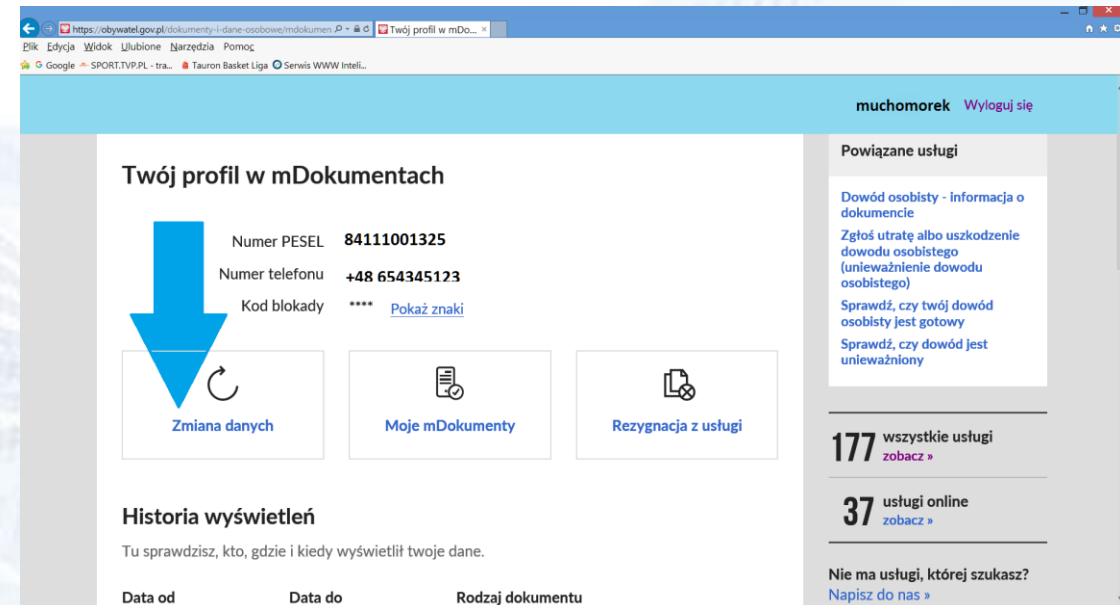 https://obywatel.gov.pl/dokumenty-i-dane-osobowe/mdokumen
Twój profil w mDo... ×
Plik Edycja Widok Ulubione Narzędzia Pomoc
Google SPORT.TVP.PL - tra... Tauron Basket Liga Serwis WWW Inteli...
muchomorek Wyloguj się
Twój profil w mDokumentach
Numer PESEL 84111001325
Numer telefonu +48 654345123
Kod blokady **** Pokaż znaki
Zmiana danych
Moje mDokumenty
Rezygnacja z usługi
Historia wyświetleń
Tu sprawdzisz, kto, gdzie i kiedy wyświetlił twoje dane.
Data od Data do Rodzaj dokumentu
Powiązane usługi
Dowód osobisty - informacja o
dokumencie
Zgłoś utratę albo uszkodzenie
dowodu osobistego
(unieważnienie dowodu
osobistego)
Sprawdź, czy twój dowód
osobisty jest gotowy
Sprawdź, czy dowód jest
unieważniony
177 wszystkie usługi
zobacz »
37 usługi online
zobacz »
Nie ma usługi, której szukasz?
Napisz do nas »